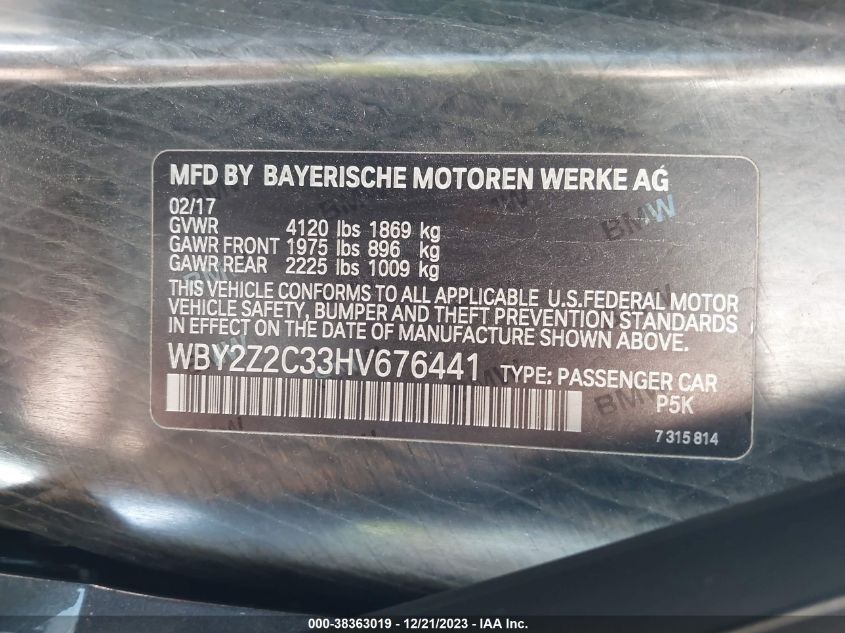 MFD BY BAYERISCHE MOTOREN WERKE AG
02/17
GVWR 4120 lbs 1869 kg
GAWR FRONT 1975 lbs 896 kg
GAWR REAR 2225 lbs 1009 kg
THIS VEHICLE CONFORMS TO ALL APPLICABLE U.S.FEDERAL MOTOR
VEHICLE SAFETY, BUMPER AND THEFT PREVENTION STANDARDS
IN EFFECT ON THE DATE OF MANUFACTURE SHOWN ABOVE.
WBY2Z2C33HV676441 TYPE: PASSENGER CAR
P5K
7 315 814
BMW
BMW
BMW
000-38363019 - 12/21/2023 - IAA Inc.